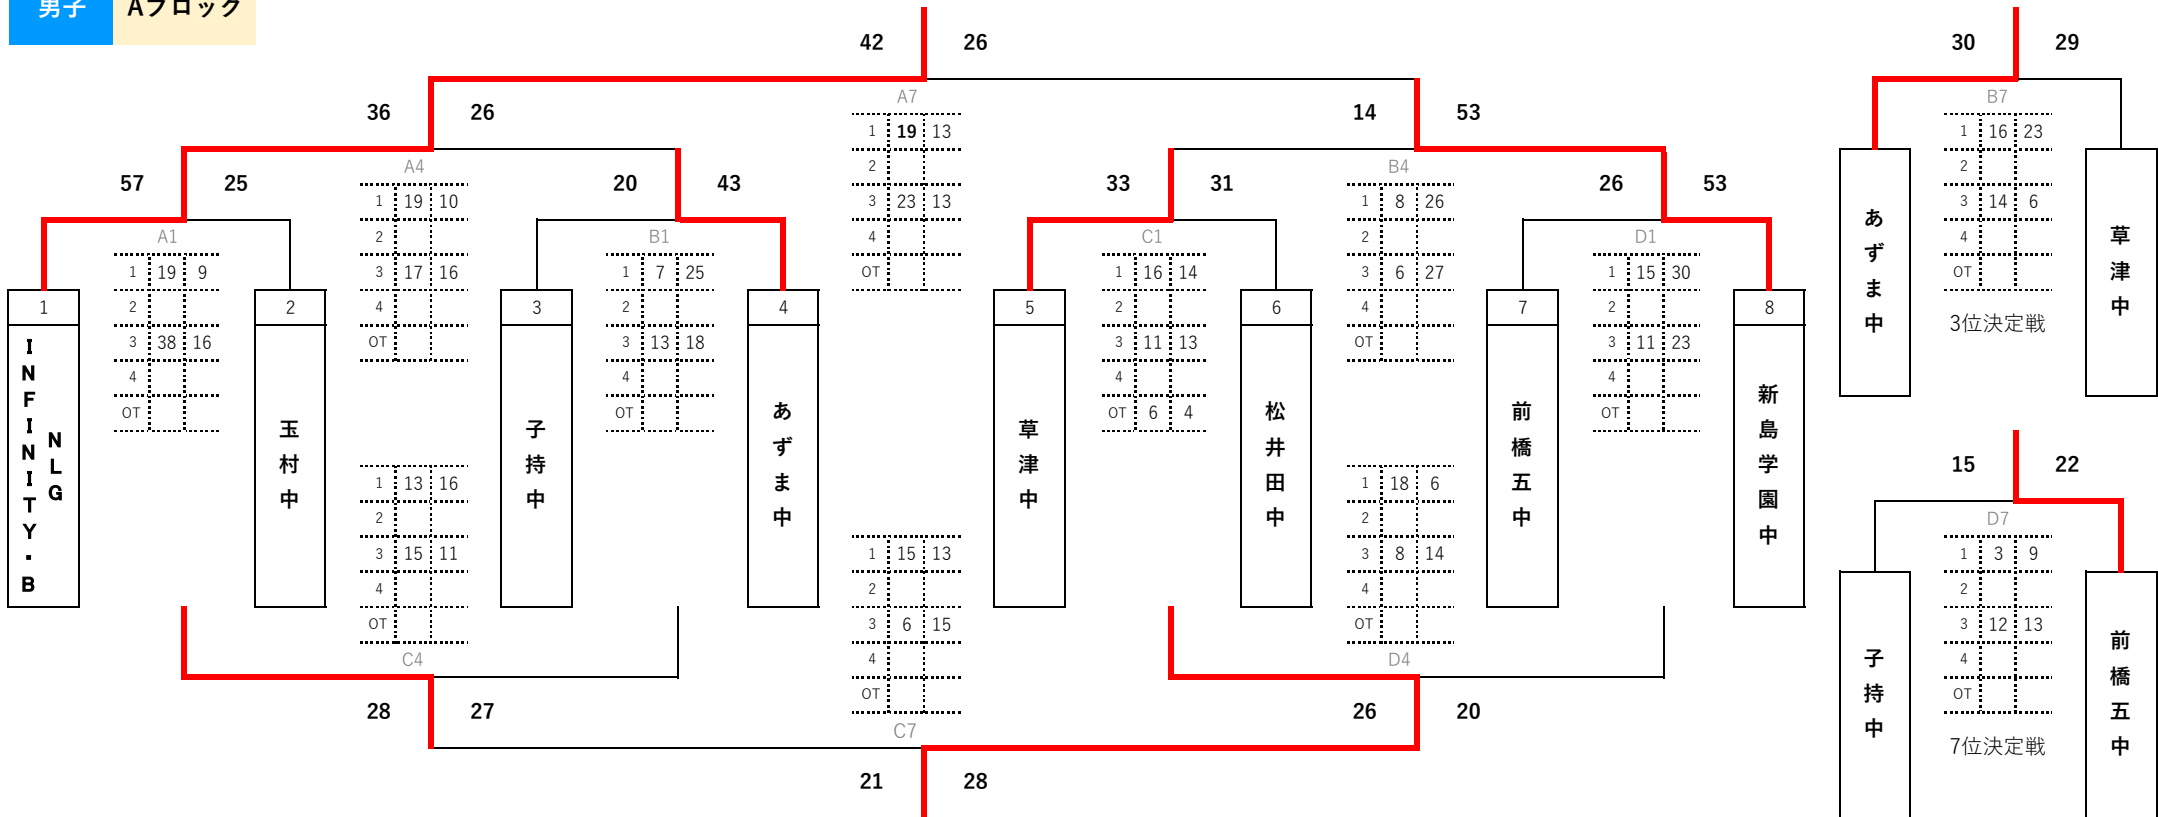 男子 Aブロック
42 26 30 29
A7 B7
36 26 14 53
1 19 13 1 16 23
A4 B4
2 2
57 25 20 43 33 31 26 53
1 19 10 3 23 13 1 8 26 3 14 6
A1 2 B1 4 C1 2 D1 4
1 19 9 3 17 16 1 7 25 OT 1 16 14 3 6 27 1 15 30 OT
1 2 2 4 3 2 4 5 2 6 4 7 2 8
3位決定戦
3 38 16 OT 3 13 18 3 11 13 OT 3 11 23
4 4 4 4
OT OT OT 6 4 OT
INFINITY・B
NLG
玉村中
子持中
あずま中
草津中
松井田中
前橋五中
新島学園中
あずま中
草津中
1 13 16 1 18 6
2 2
3 15 11 1 15 13 3 8 14
4 2 4
OT 3 6 15 OT
C4 4 D4
OT
28 27 26 20
C7
21 28
15 22
D7
1 3 9
2
3 12 13
4
OT
7位決定戦
子持中
前橋五中